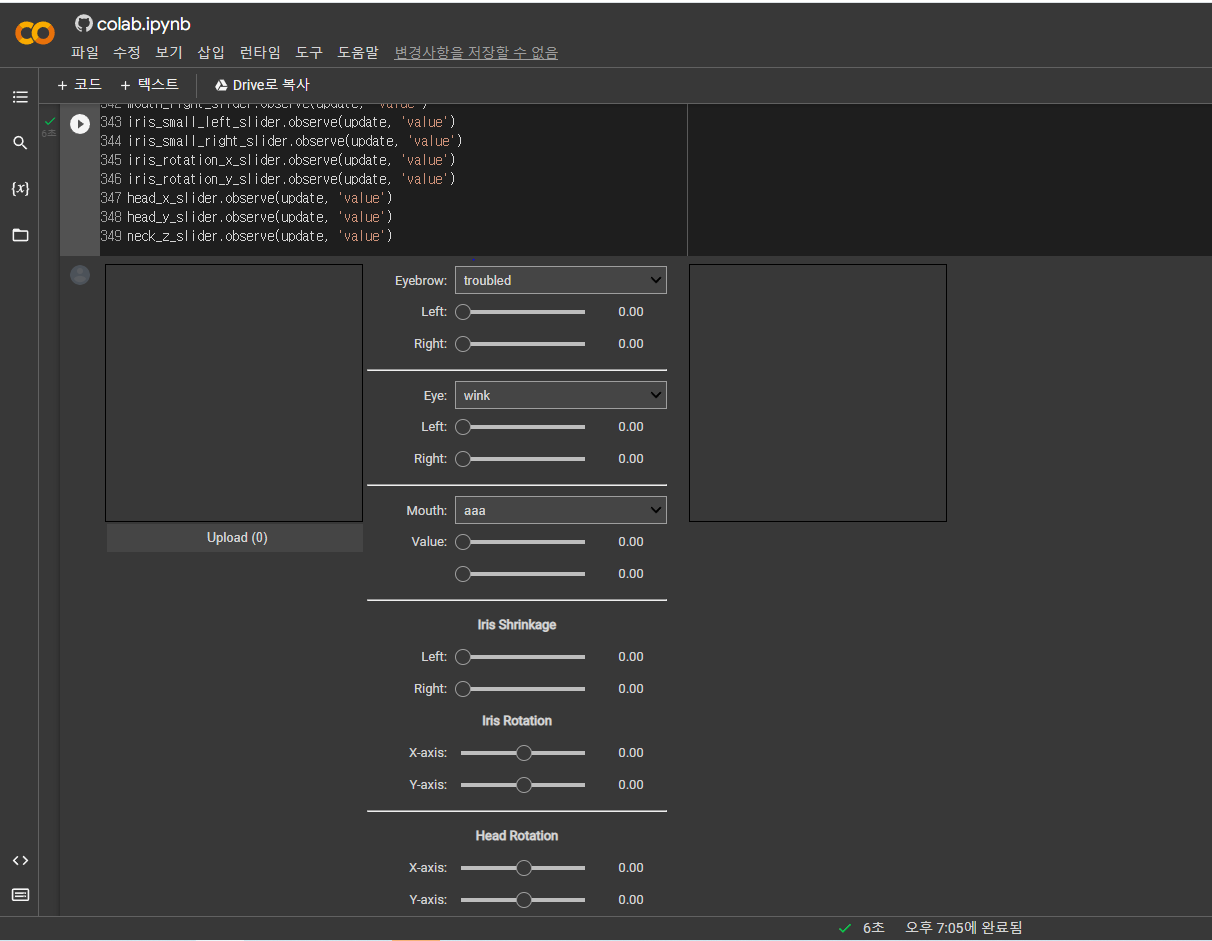 colab.ipynb
파일 수정 보기 삽입 런타임 도구 도움말 변경사항을 저장할 수 없음
+ 코드 + 텍스트 Drive로 복사
342 mouth_right_slider.observe(update, 'value')
343 iris_small_left_slider.observe(update, 'value')
344 iris_small_right_slider.observe(update, 'value')
345 iris_rotation_x_slider.observe(update, 'value')
346 iris_rotation_y_slider.observe(update, 'value')
347 head_x_slider.observe(update, 'value')
348 head_y_slider.observe(update, 'value')
349 neck_z_slider.observe(update, 'value')
6초
{x}
Upload (0)
Eyebrow: troubled
Left: 0.00
Right: 0.00
Eye: wink
Left: 0.00
Right: 0.00
Mouth: aaa
Value: 0.00
0.00
Iris Shrinkage
Left: 0.00
Right: 0.00
Iris Rotation
X-axis: 0.00
Y-axis: 0.00
Head Rotation
X-axis: 0.00
Y-axis: 0.00
6초 오후 7:05에 완료됨